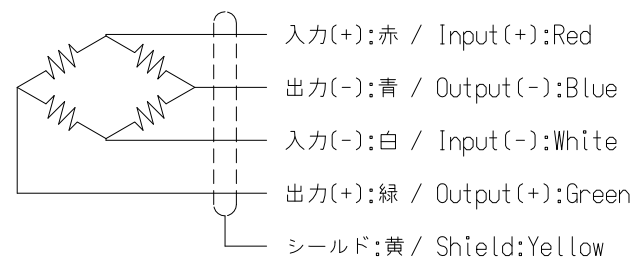 入力(+):赤 / Input(+):Red
出力(-):青 / Output(-):Blue
入力(-):白 / Input(-):White
出力(+):緑 / Output(+):Green
シールド:黄 / Shield:Yellow